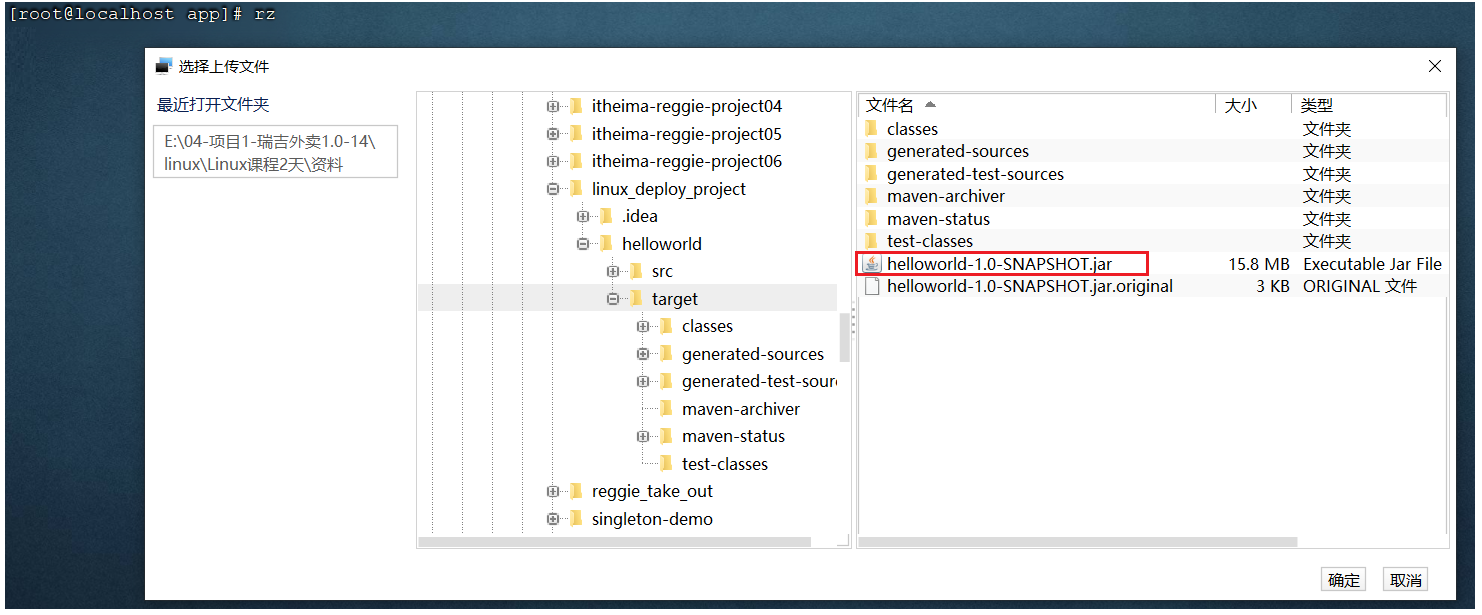 [root@localhost app]# rz
选择上传文件
最近打开文件夹
E:\04-项目1-瑞吉外卖1.0-14\
linux\Linux课程2天\资料
itheima-reggie-project04
itheima-reggie-project05
itheima-reggie-project06
linux_deploy_project
.idea
helloworld
src
target
classes
generated-sources
generated-test-sour
maven-archiver
maven-status
test-classes
reggie_take_out
singleton-demo
文件名 大小 类型
classes 文件夹
generated-sources 文件夹
generated-test-sources 文件夹
maven-archiver 文件夹
maven-status 文件夹
test-classes 文件夹
helloworld-1.0-SNAPSHOT.jar 15.8 MB Executable Jar File
helloworld-1.0-SNAPSHOT.jar.original 3 KB ORIGINAL 文件
确定 取消